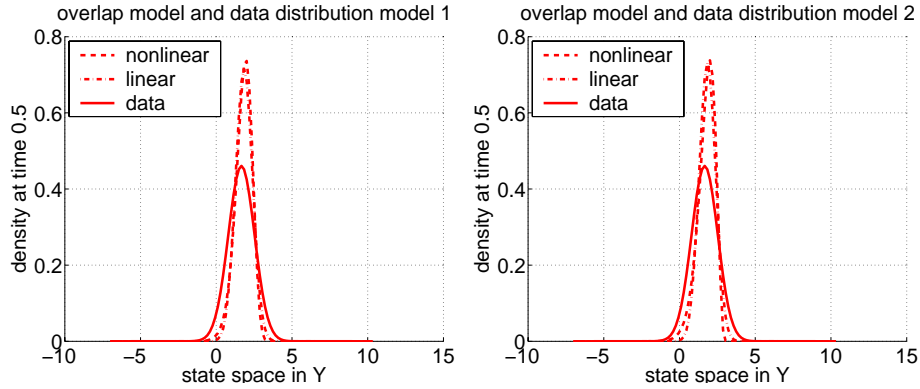 overlap model and data distribution model 1
0.8
0.6
0.4
0.2
0
density at time 0.5
nonlinear
linear
data
−10
−5
0
5
10
15
state space in Y
overlap model and data distribution model 2
0.8
0.6
0.4
0.2
0
density at time 0.5
nonlinear
linear
data
−10
−5
0
5
10
15
state space in Y